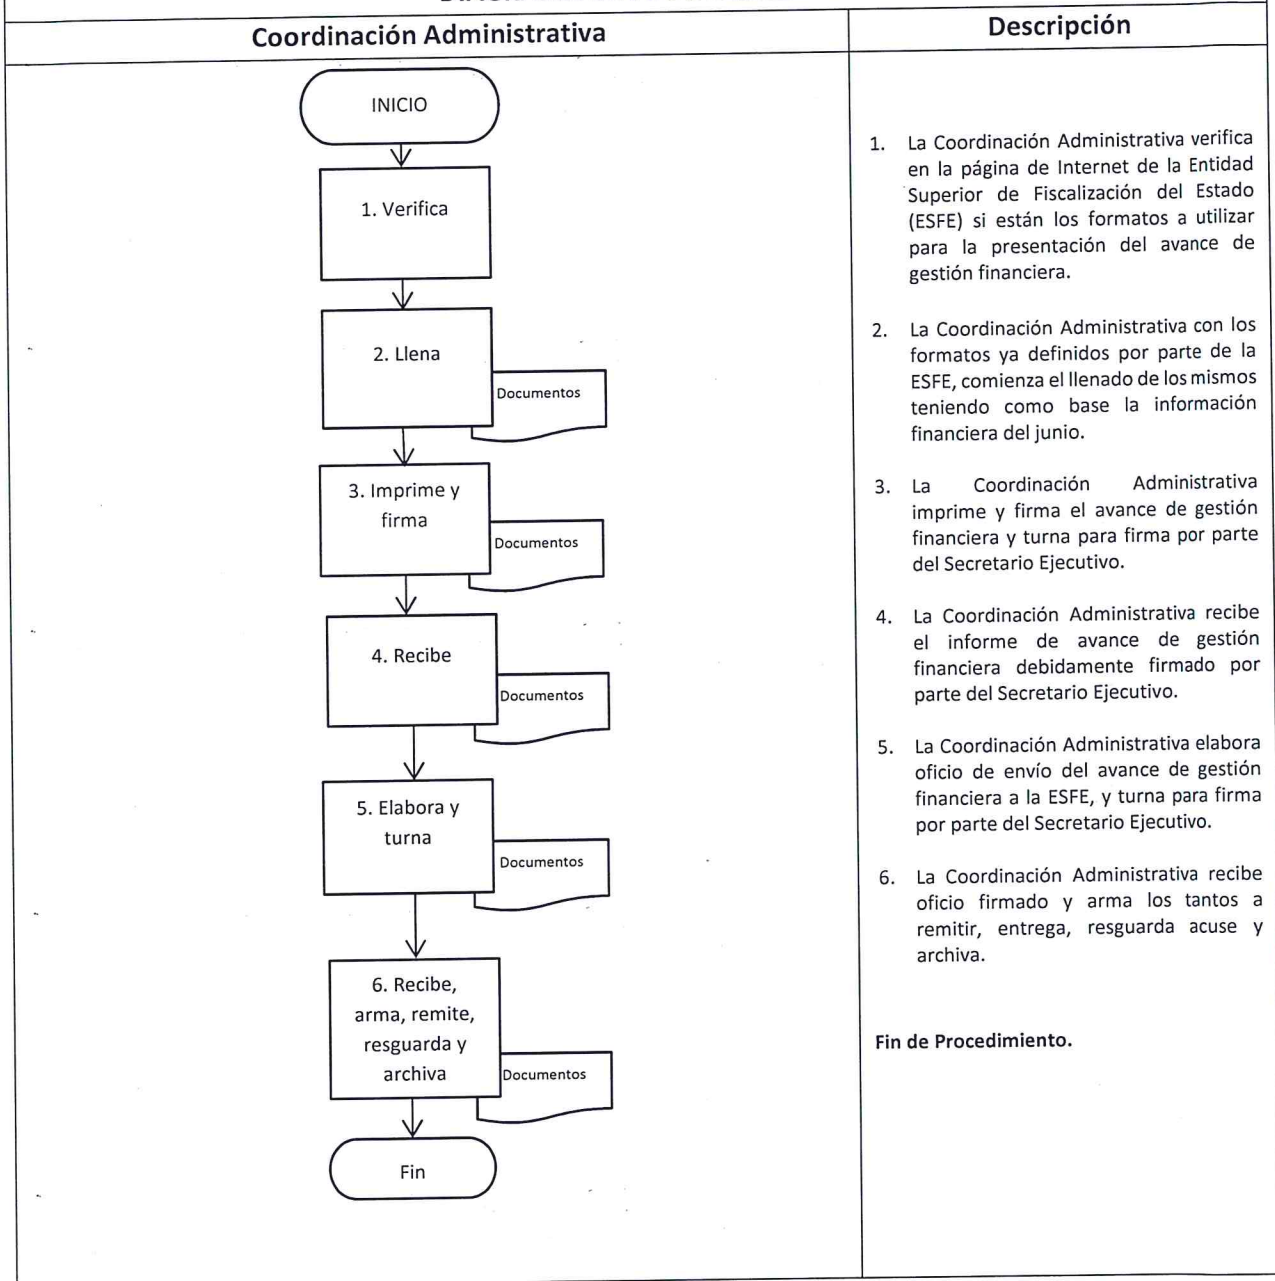 Coordinación Administrativa
Descripción
INICIO
1. Verifica
2. Llena
Documentos
3. Imprime y
firma
Documentos
4. Recibe
Documentos
5. Elabora y
turna
Documentos
6. Recibe,
arma, remite,
resguarda y
archiva
Documentos
Fin
1. La Coordinación Administrativa verifica
en la página de Internet de la Entidad
Superior de Fiscalización del Estado
(ESFE) si están los formatos a utilizar
para la presentación del avance de
gestión financiera.
2. La Coordinación Administrativa con los
formatos ya definidos por parte de la
ESFE, comienza el llenado de los mismos
teniendo como base la información
financiera del junio.
3. La Coordinación Administrativa
imprime y firma el avance de gestión
financiera y turna para firma por parte
del Secretario Ejecutivo.
4. La Coordinación Administrativa recibe
el informe de avance de gestión
financiera debidamente firmado por
parte del Secretario Ejecutivo.
5. La Coordinación Administrativa elabora
oficio de envío del avance de gestión
financiera a la ESFE, y turna para firma
por parte del Secretario Ejecutivo.
6. La Coordinación Administrativa recibe
oficio firmado y arma los tantos a
remitir, entrega, resguarda acuse y
archiva.
Fin de Procedimiento.